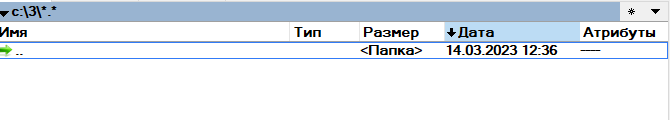 c:\3\*.*
Имя Тип Размер Дата Атрибуты
.. <Папка> 14.03.2023 12:36 ----